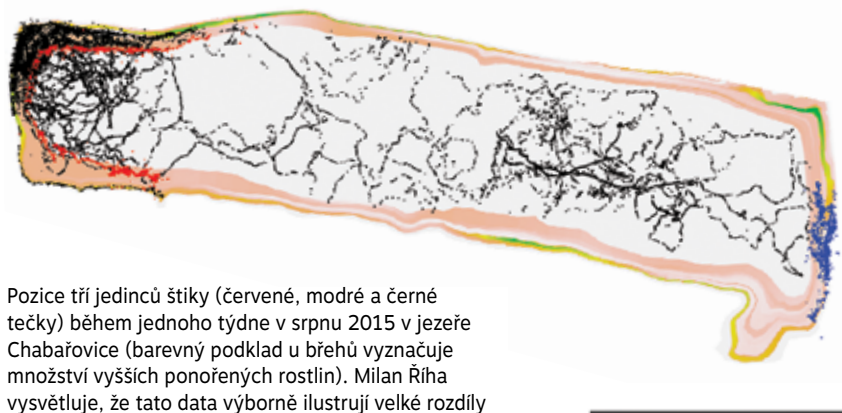 Pozice tří jedinců štiky (červené, modré a černé
tečky) během jednoho týdne v srpnu 2015 v jezeře
Chabařovice (barevný podklad u břehů vyznačuje
množství vyšších ponořených rostlin). Milan Říha
vysvětluje, že tato data výborně ilustrují velké rozdíly